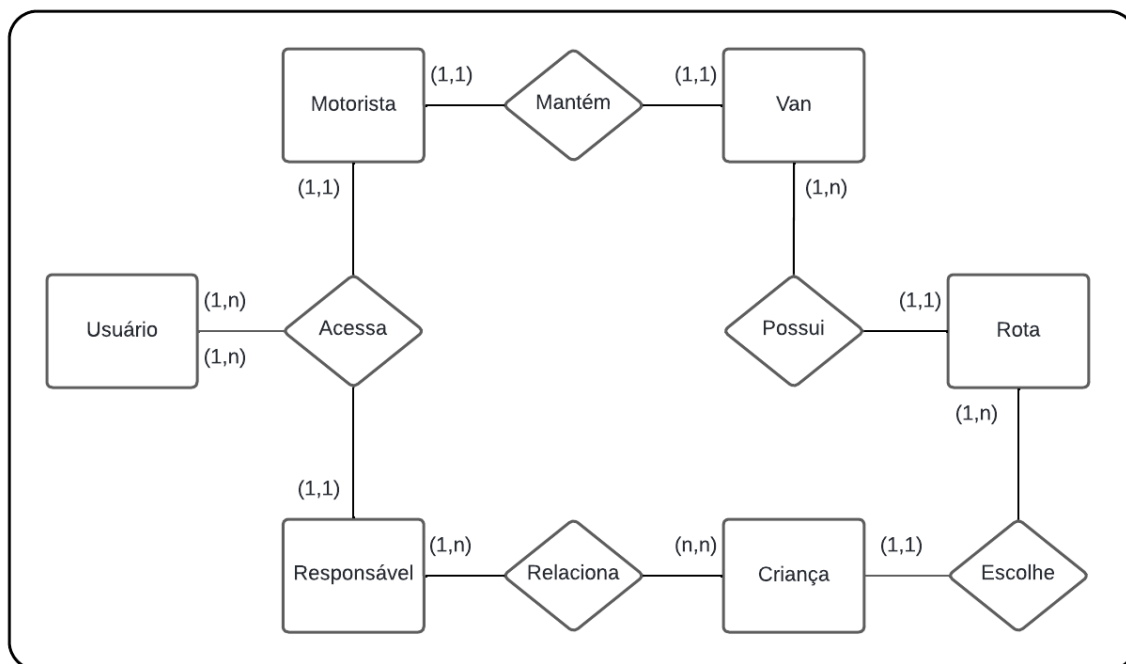 Motorista
(1,1)
Mantém
(1,1)
Van
(1,1)
(1,n)
Usuário
(1,n)
(1,n)
Acessa
Possui
(1,1)
Rota
(1,n)
(1,1)
Responsável
(1,n)
Relaciona
(n,n)
Criança
(1,1)
Escolhe